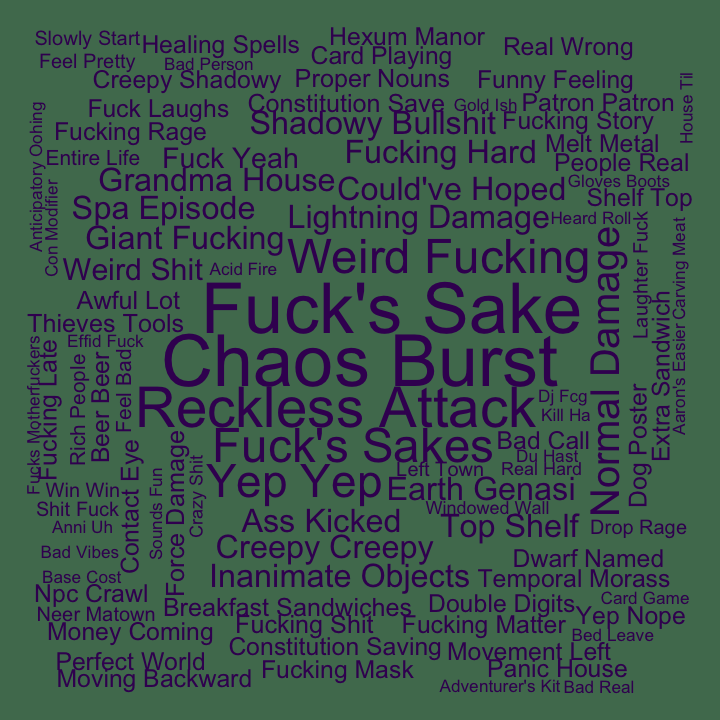 Slowly Start
Healing Spells
Hexum Manor
Real Wrong
Feel Pretty
Bad Person
Card Playing
Creepy Shadowy
Proper Nouns
Funny Feeling
House Til
Fuck Laughs
Constitution Save
Gold Ish
Patron Patron
Anticipatory Oohing
Fucking Rage
Shadowy Bullshit
Fucking Story
Entire Life
Fuck Yeah
Fucking Hard
Melt Metal
People Real
Con Modifier
Grandma House
Could've Hoped
Gloves Boots
Shelf Top
Spa Episode
Lightning Damage
Heard Roll
Giant Fucking
Weird Fucking
Normal Damage
Laughter Fuck
Aaron's Easier Carving Meat
Weird Shit
Acid Fire
Awful Lot
Fuck's Sake
Extra Sandwich
Thieves Tools
Effid Fuck
Chaos Burst
Fucks Motherfuckers
Fucking Late
Rich People
Beer Beer
Feel Bad
Reckless Attack
Dj Fcg
Kill Ha
Dog Poster
Fuck's Sakes
Bad Call
Contact Eye
Sounds Fun
Force Damage
Crazy Shit
Du Hast
Left Town
Real Hard
Yep Yep
Earth Genasi
Win Win
Shit Fuck
Windowed Wall
Anni Uh
Ass Kicked
Top Shelf
Drop Rage
Bad Vibes
Creepy Creepy
Dwarf Named
Base Cost
Inanimate Objects
Temporal Morass
Npc Crawl
Breakfast Sandwiches
Double Digits
Card Game
Neer Matown
Yep Nope
Money Coming
Fucking Shit
Fucking Matter
Bed Leave
Constitution Saving
Movement Left
Perfect World
Fucking Mask
Panic House
Moving Backward
Adventurer's Kit
Bad Real